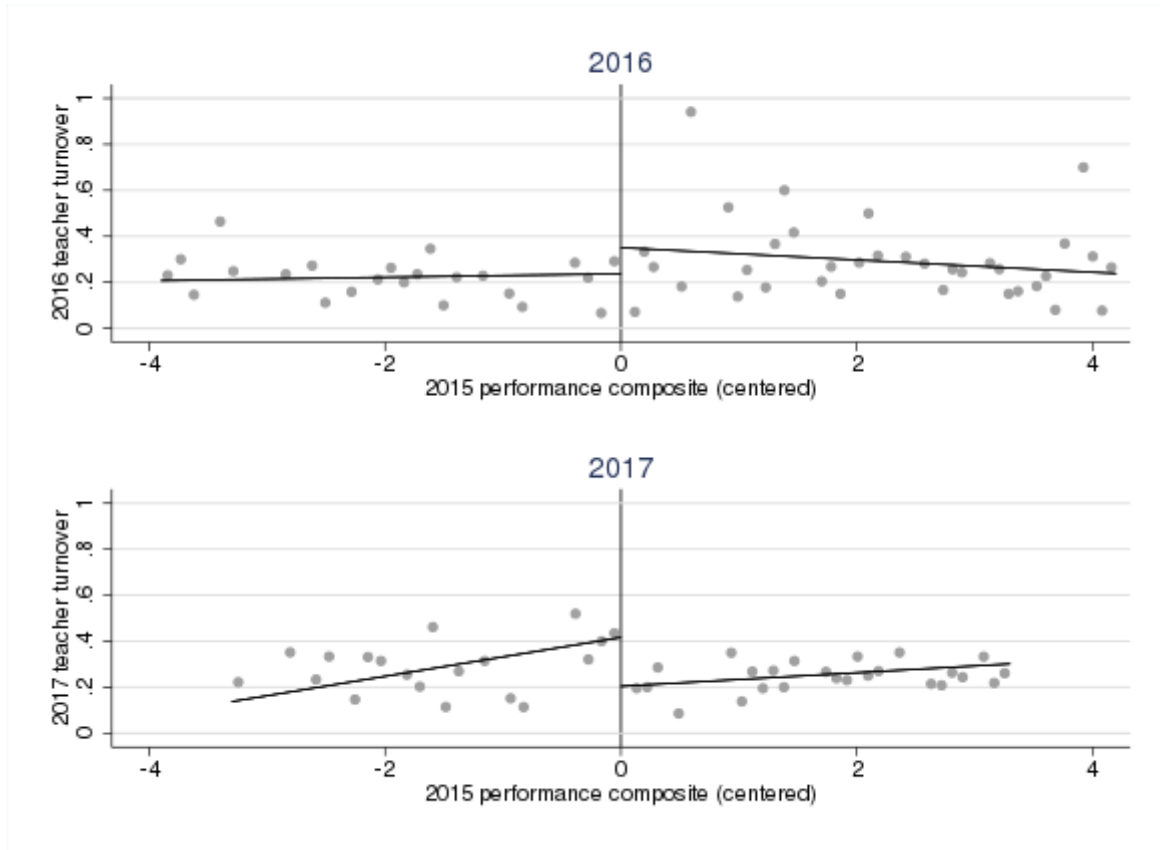 2016
2016 teacher turnover
1
.8
.6
.4
.2
0
-4 -2 0 2 4
2015 performance composite (centered)
2017
2017 teacher turnover
1
.8
.6
.4
.2
0
-4 -2 0 2 4
2015 performance composite (centered)